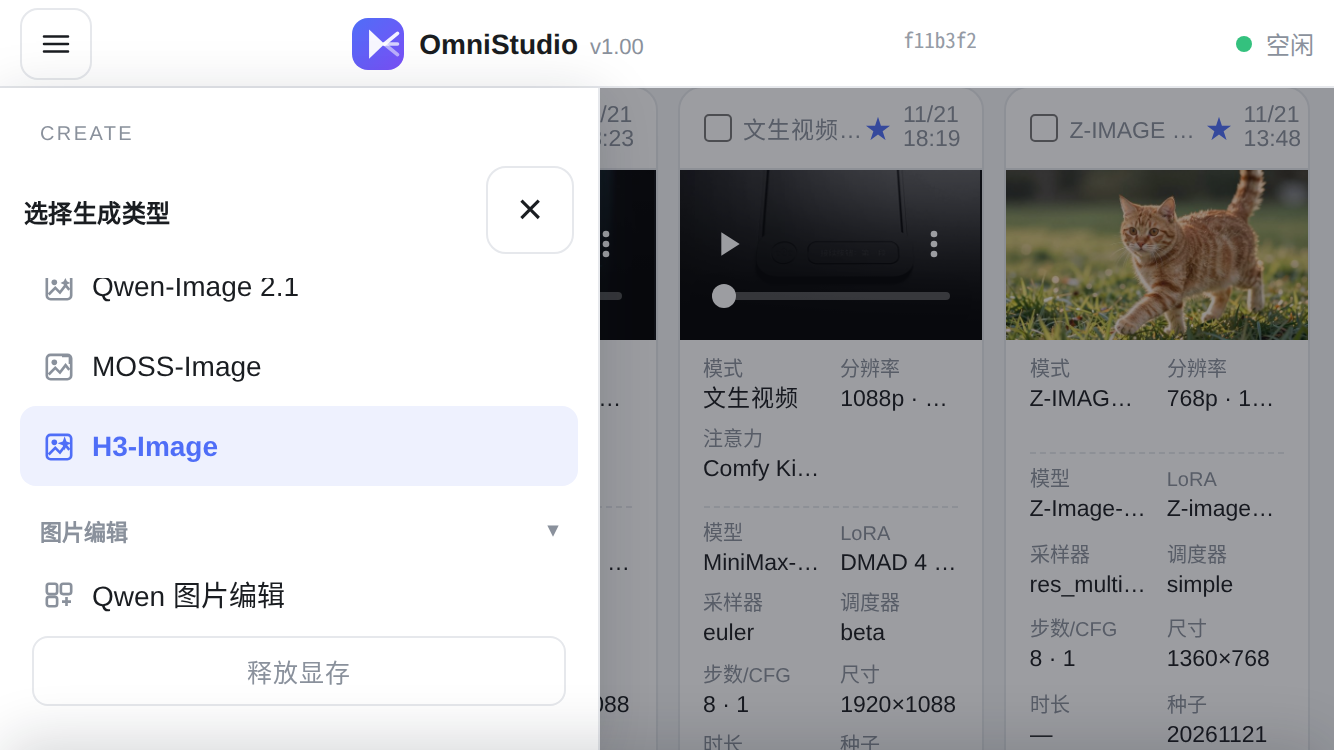 OmniStudio v1.00
f11b3f2
空闲
CREATE
选择生成类型
Qwen-Image 2.1
MOSS-Image
H3-Image
图片编辑
Qwen 图片编辑
释放显存
/21
:23
…
…
088
文生视频…
11/21
18:19
模式
分辨率
文生视频
1088p · …
注意力
Comfy Ki…
模型
LoRA
MiniMax-…
DMAD 4 …
采样器
调度器
euler
beta
步数/CFG
尺寸
8 · 1
1920×1088
时长
种子
Z-IMAGE …
11/21
13:48
模式
分辨率
Z-IMAG…
768p · 1…
模型
LoRA
Z-Image-…
Z-image…
采样器
调度器
res_multi…
simple
步数/CFG
尺寸
8 · 1
1360×768
时长
种子
—
20261121